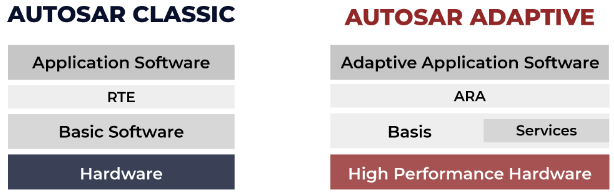 AUTOSAR CLASSIC
Application Software
RTE
Basic Software
Hardware
AUTOSAR ADAPTIVE
Adaptive Application Software
ARA
Basis
Services
High Performance Hardware